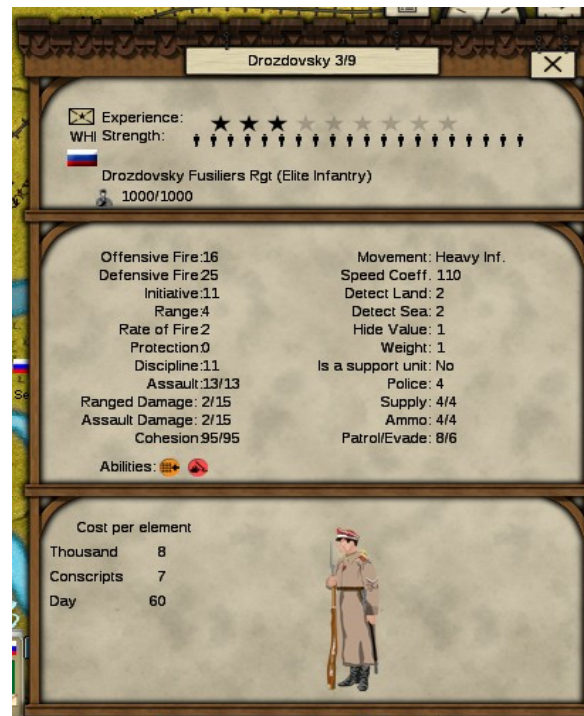 Drozdovsky 3/9
Experience:
WHI Strength:
Drozdovsky Fusiliers Rgt (Elite Infantry)
1000/1000
Offensive Fire:16 Movement: Heavy Inf.
Defensive Fire:25 Speed Coeff. 110
Initiative:11 Detect Land: 2
Range:4 Detect Sea: 2
Rate of Fire:2 Hide Value: 1
Protection:0 Weight: 1
Discipline:11 Is a support unit: No
Assault:13/13 Police: 4
Ranged Damage: 2/15 Supply: 4/4
Assault Damage: 2/15 Ammo: 4/4
Cohesion:95/95 Patrol/Evade: 8/6
Abilities:
Cost per element
Thousand 8
Conscripts 7
Day 60
Se